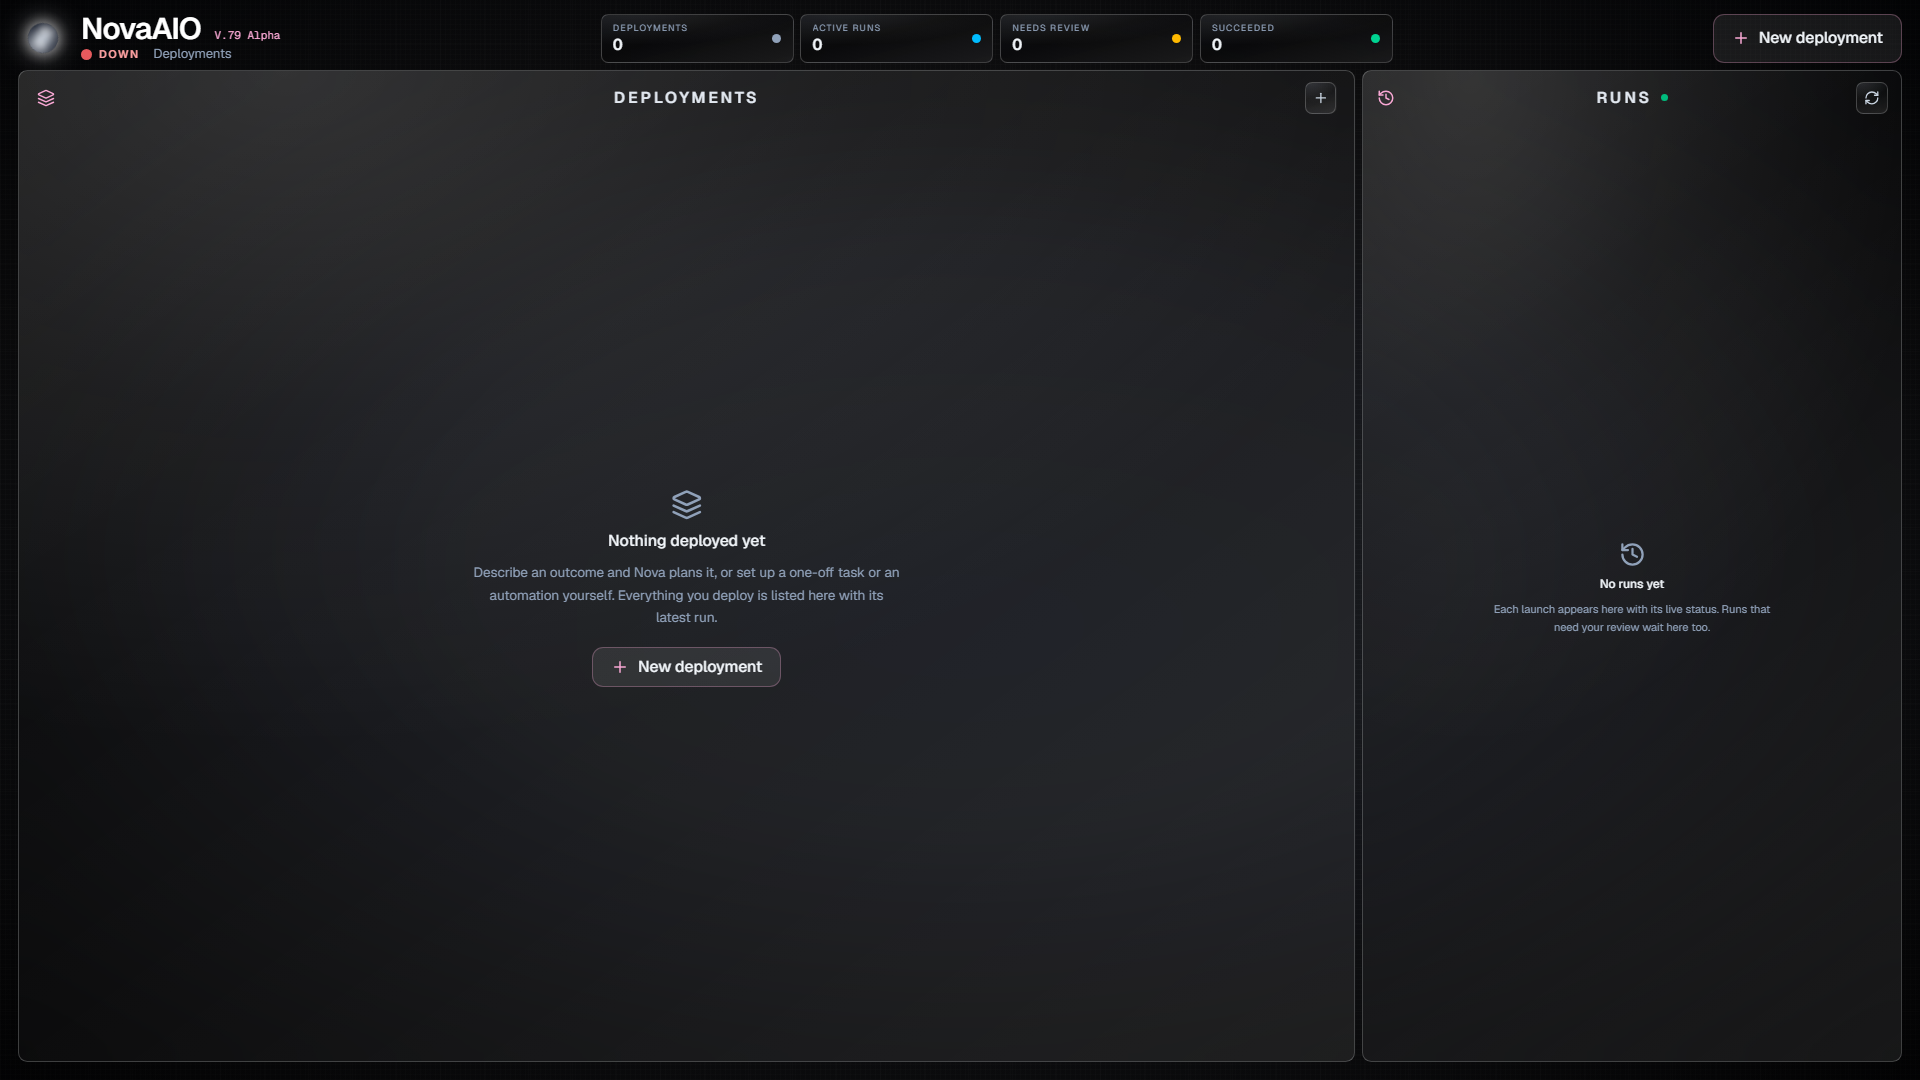 NovaAIO V.79 Alpha
DOWN Deployments
DEPLOYMENTS
0
ACTIVE RUNS
0
NEEDS REVIEW
0
SUCCEEDED
0
New deployment
DEPLOYMENTS
Nothing deployed yet
Describe an outcome and Nova plans it, or set up a one-off task or an
automation yourself. Everything you deploy is listed here with its
latest run.
New deployment
RUNS
No runs yet
Each launch appears here with its live status. Runs that
need your review wait here too.